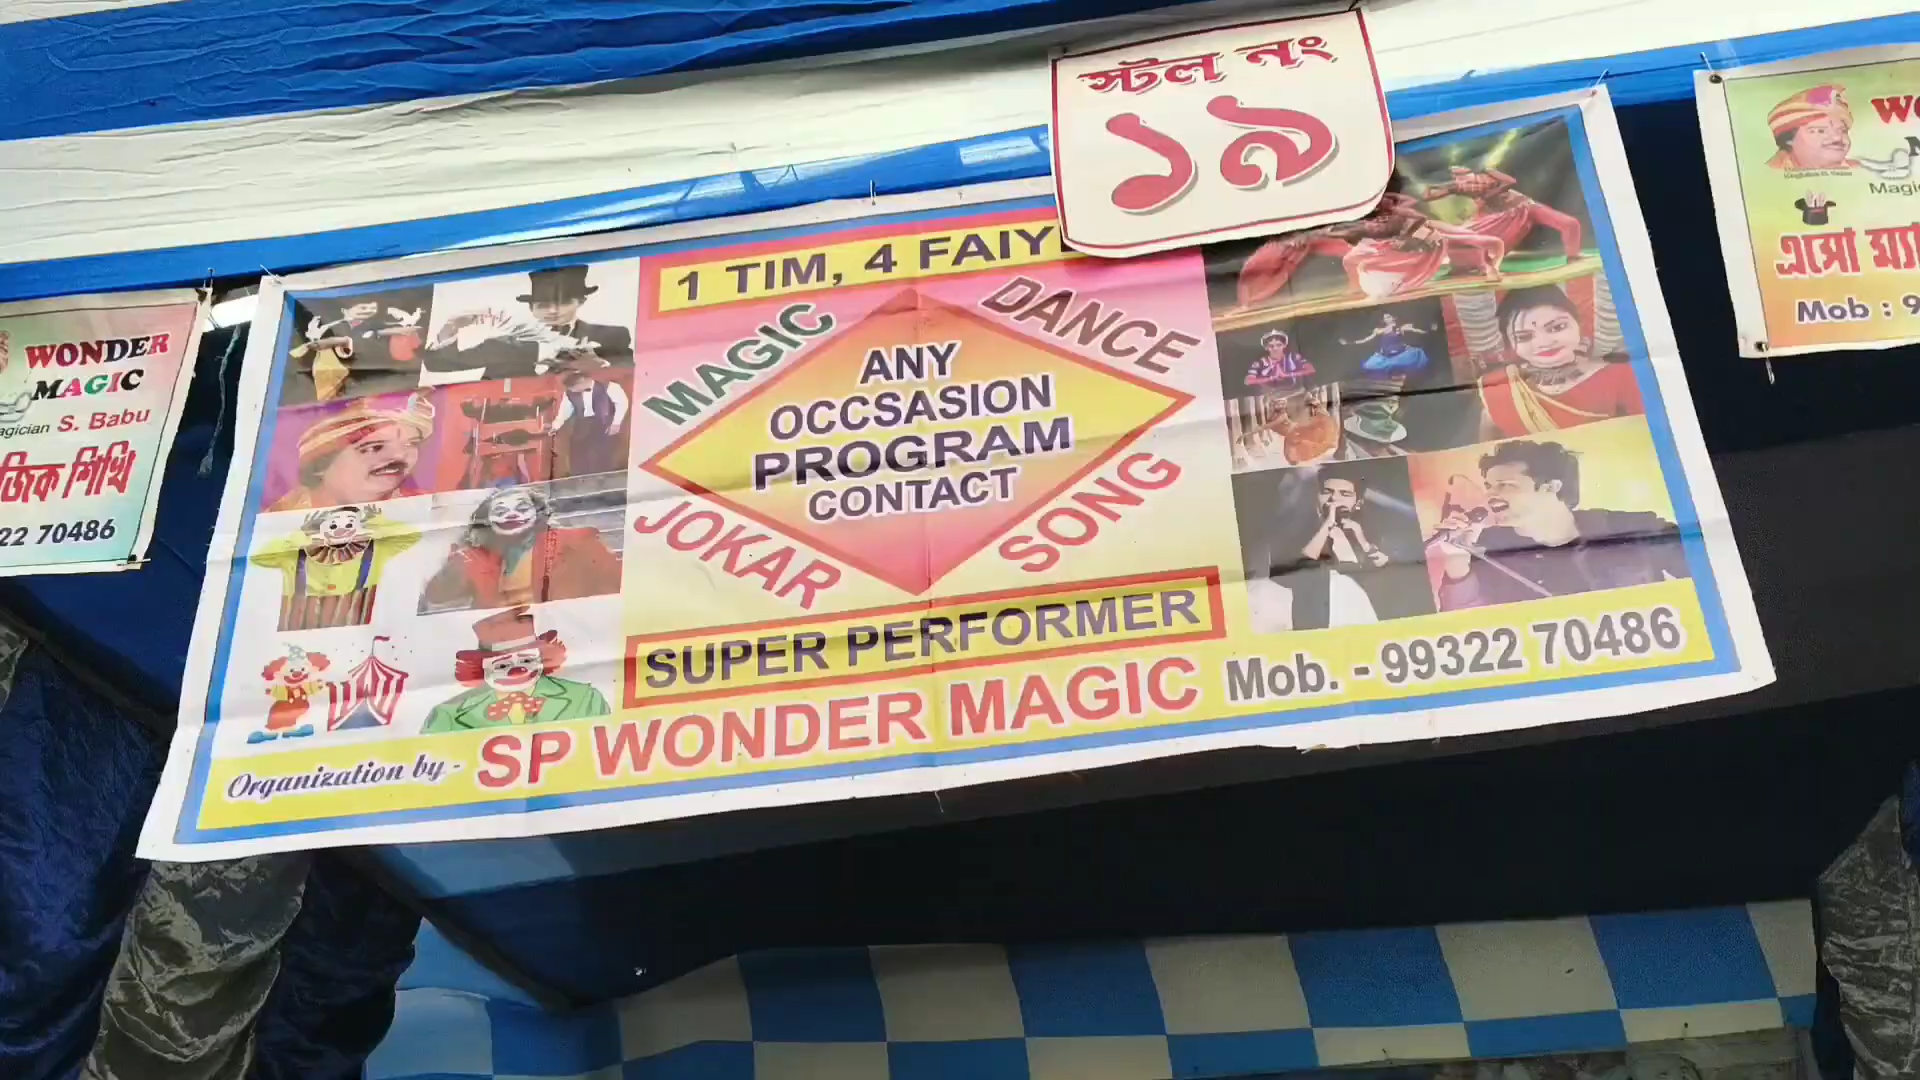 স্টল নং
১৯
1 TIM, 4 FAIY
MAGIC
DANCE
ANY
OCCSASION
PROGRAM
CONTACT
JOKAR
SONG
SUPER PERFORMER
Organization by - SP WONDER MAGIC Mob. - 99322 70486
WONDER
MAGIC
S. Babu
শিখি
22 70486
এসো
Mob : 9